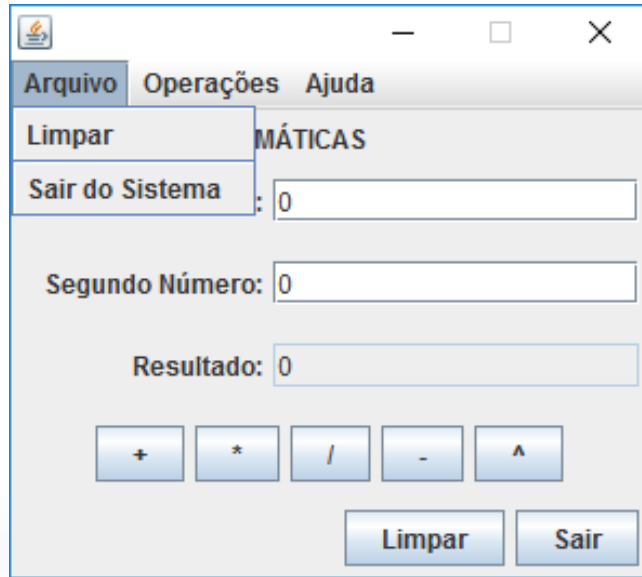 Arquivo Operações Ajuda
Limpar
MÁTICAS
Sair do Sistema
: 0
Segundo Número: 0
Resultado: 0
+ * / - ^
Limpar Sair